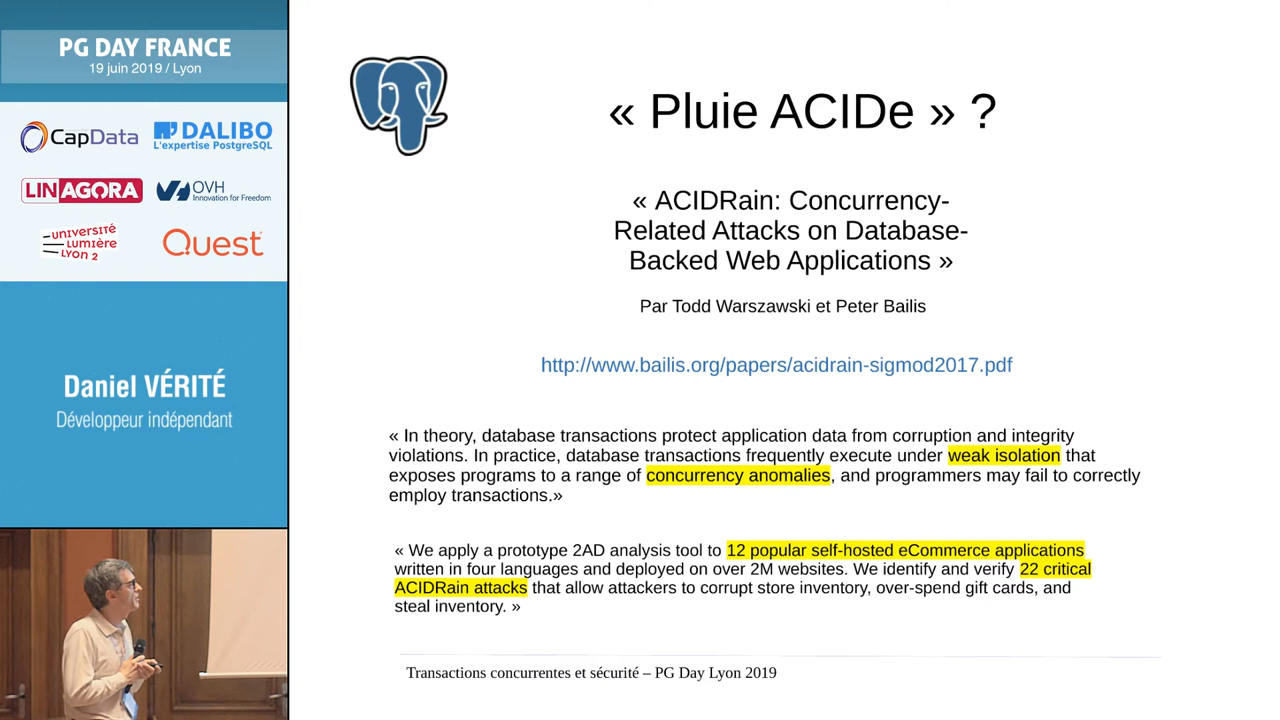 PG DAY FRANCE
19 juin 2019 / Lyon
CapData
DALIBO
L'expertise PostgreSQL
LINAGORA
OVH
Innovation for Freedom
UNIVERSITÉ
LUMIÈRE
LYON 2
Quest
Daniel VÉRITÉ
Développeur indépendant
« Pluie ACIDe » ?
« ACIDRain: Concurrency-
Related Attacks on Database-
Backed Web Applications »
Par Todd Warszawski et Peter Bailis
http://www.bailis.org/papers/acidrain-sigmod2017.pdf
« In theory, database transactions protect application data from corruption and integrity
violations. In practice, database transactions frequently execute under weak isolation that
exposes programs to a range of concurrency anomalies, and programmers may fail to correctly
employ transactions.»
« We apply a prototype 2AD analysis tool to 12 popular self-hosted eCommerce applications
written in four languages and deployed on over 2M websites. We identify and verify 22 critical
ACIDRain attacks that allow attackers to corrupt store inventory, over-spend gift cards, and
steal inventory. »
Transactions concurrentes et sécurité – PG Day Lyon 2019